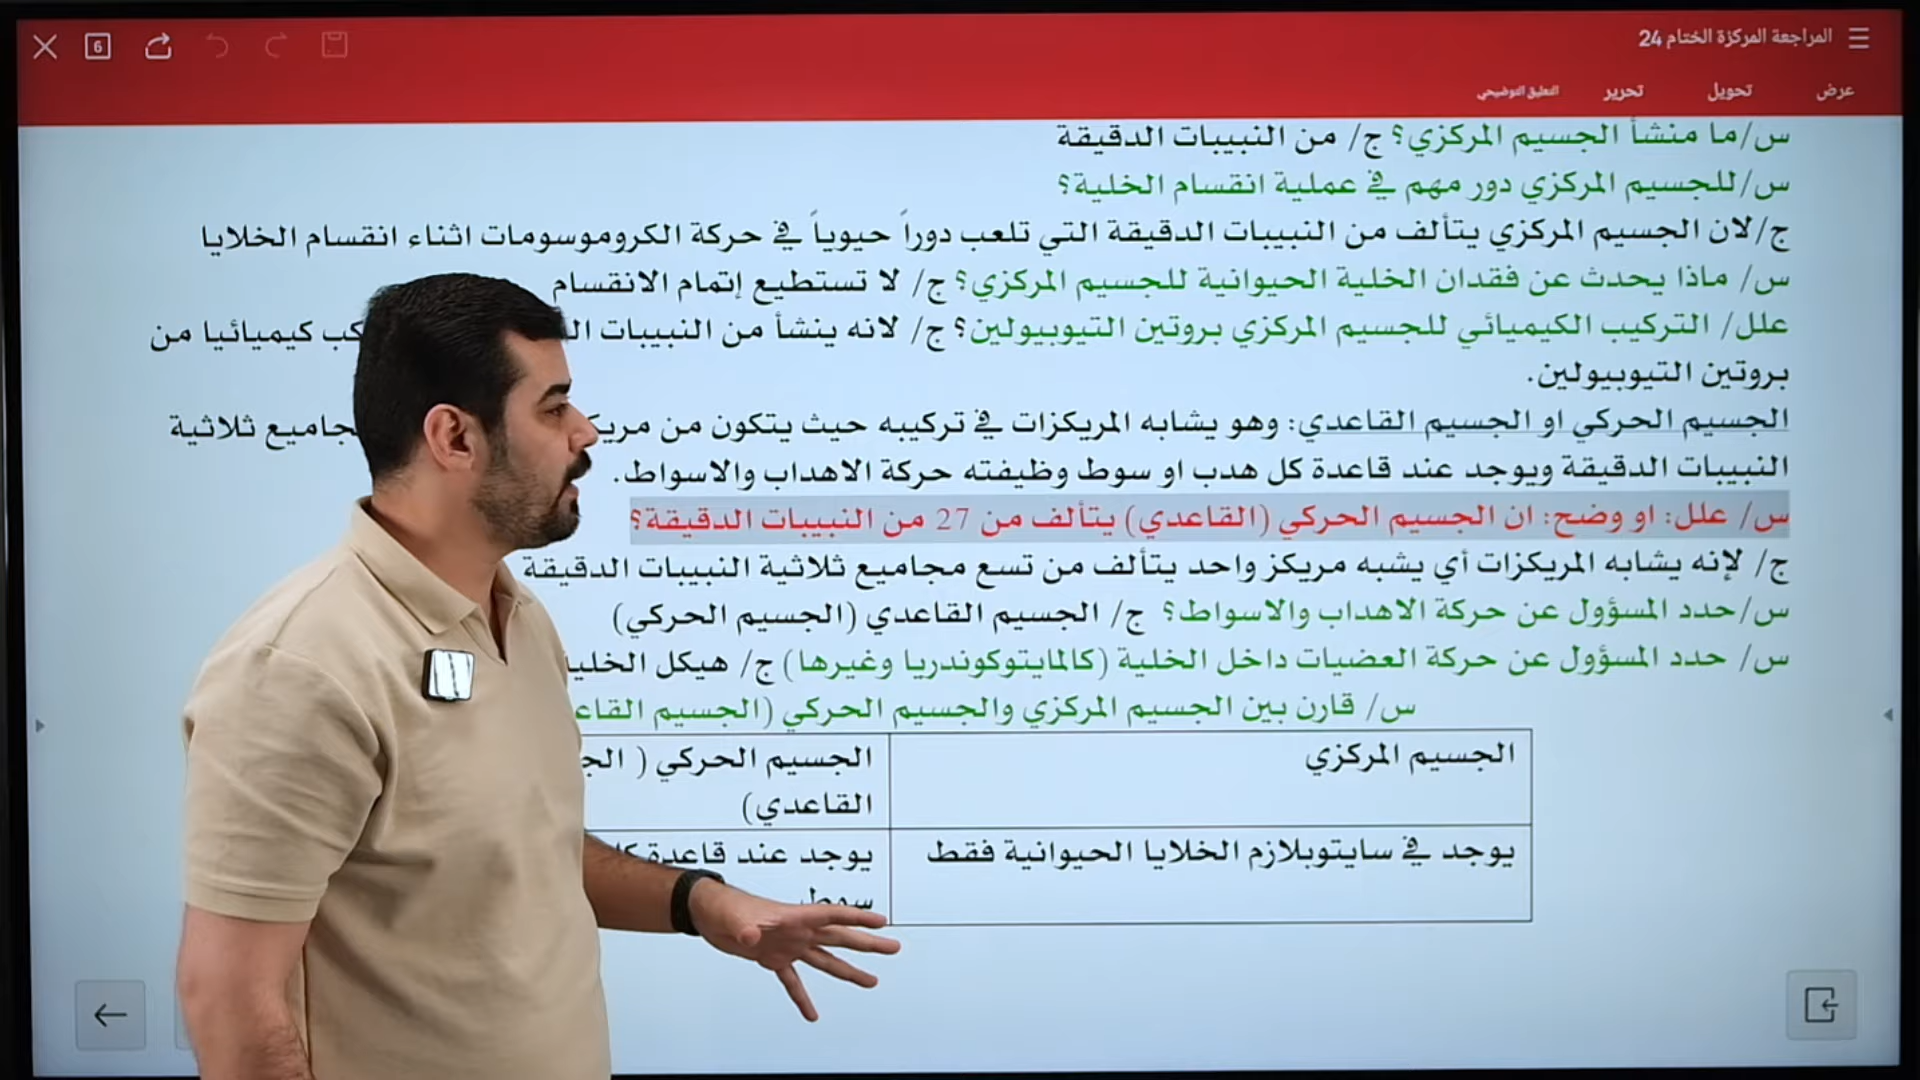 المراجعة المركزة الختام 24
6
عرض تحويل تحرير التعليق التوضيحي
س/ما منشأ الجسيم المركزي؟ ج/ من النبيبات الدقيقة
س/للجسيم المركزي دور مهم في عملية انقسام الخلية؟
ج/لان الجسيم المركزي يتألف من النبيبات الدقيقة التي تلعب دوراً حيوياً في حركة الكروموسومات اثناء انقسام الخلايا
س/ ماذا يحدث عن فقدان الخلية الحيوانية للجسيم المركزي؟ ج/ لا تستطيع إتمام الانقسام
علل/ التركيب الكيميائي للجسيم المركزي بروتين التيوبيولين؟ ج/ لانه ينشأ من النبيبات كيميائيا من
بروتين التيوبيولين.
الجسيم الحركي او الجسيم القاعدي: وهو يشابه المريكزات في تركيبه حيث يتكون من ثلاثية
النبيبات الدقيقة ويوجد عند قاعدة كل هدب او سوط وظيفته حركة الاهداب والاسواط.
س/ علل: او وضح: ان الجسيم الحركي (القاعدي) يتألف من 27 من النبيبات الدقيقة؟
ج/ لإنه يشابه المريكزات أي يشبه مريكز واحد يتألف من تسع مجاميع ثلاثية النبيبات الدقيقة
س/حدد المسؤول عن حركة الاهداب والاسواط؟ ج/ الجسيم القاعدي (الجسيم الحركي)
س/ حدد المسؤول عن حركة العضيات داخل الخلية (كالمايتوكوندريا وغيرها) ج/ هيكل
س/ قارن بين الجسيم المركزي والجسيم الحركي (الجسيم
الجسيم المركزي
الجسيم الحركي (
القاعدي)
يوجد في سايتوبلازم الخلايا الحيوانية فقط
يوجد عند قاعدة
سوط